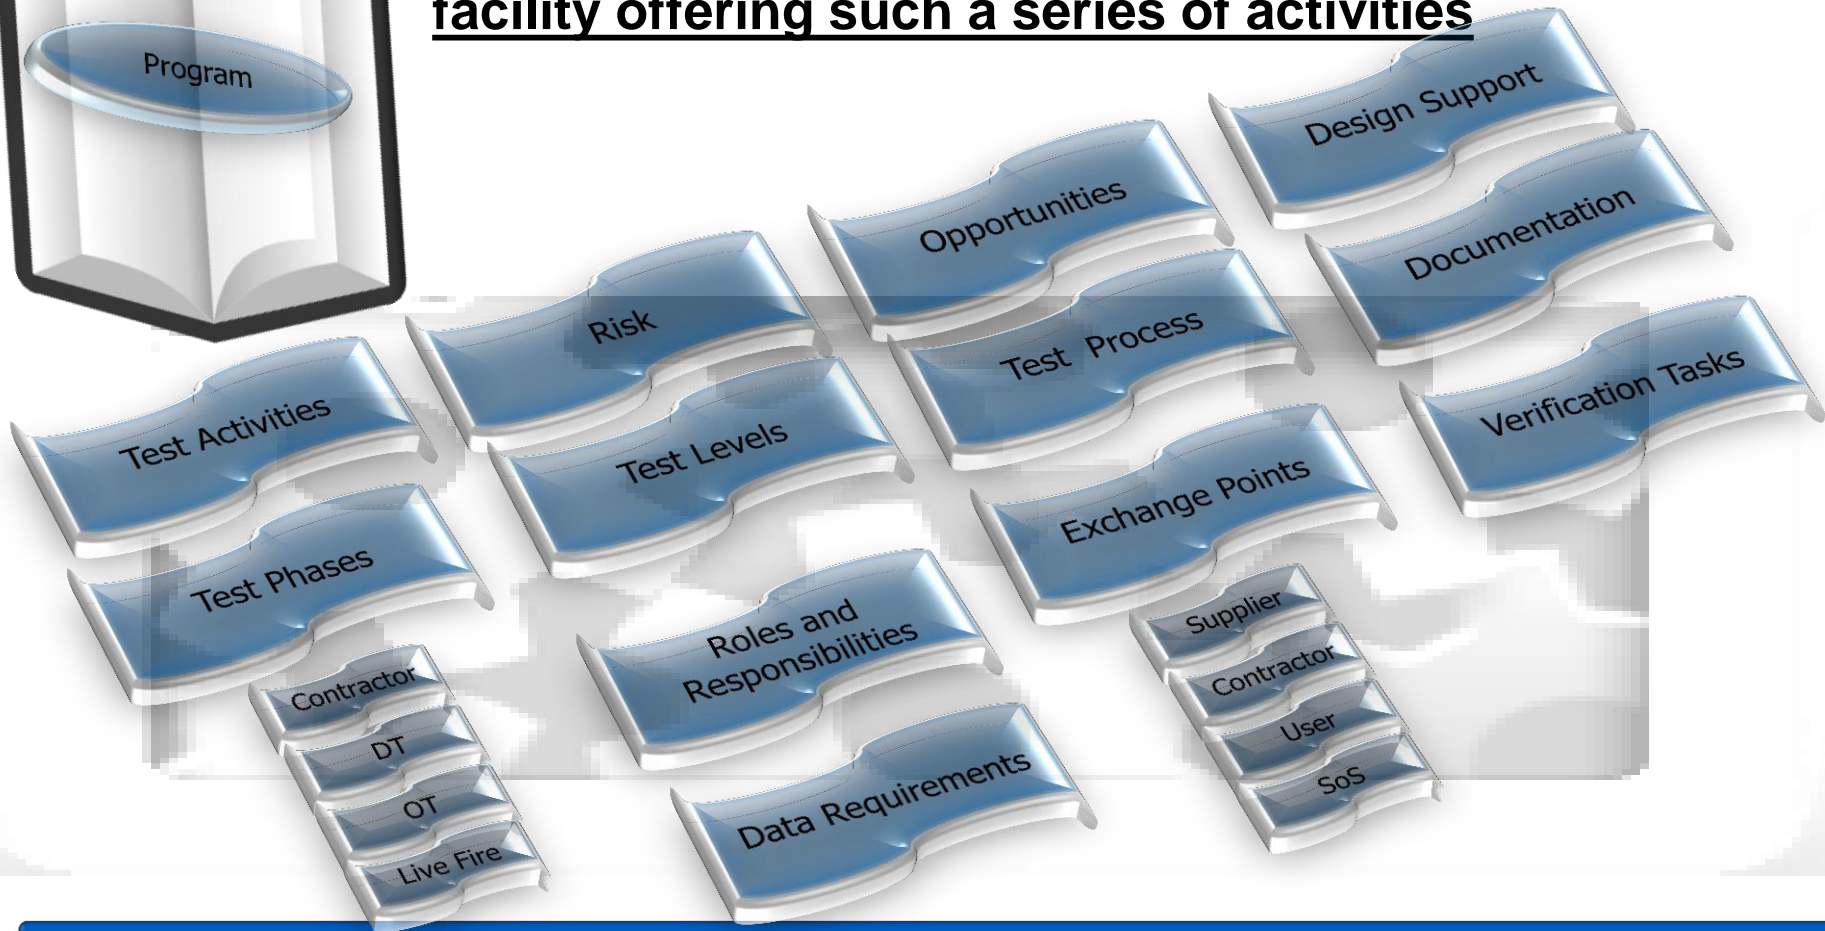 facility offering such a series of activities
Program
Design Support
Opportunities
Documentation
Risk
Test Process
Verification Tasks
Test Activities
Test Levels
Exchange Points
Test Phases
Roles and
Responsibilities
Supplier
Contractor
User
SoS
Contractor
DT
OT
Live Fire
Data Requirements